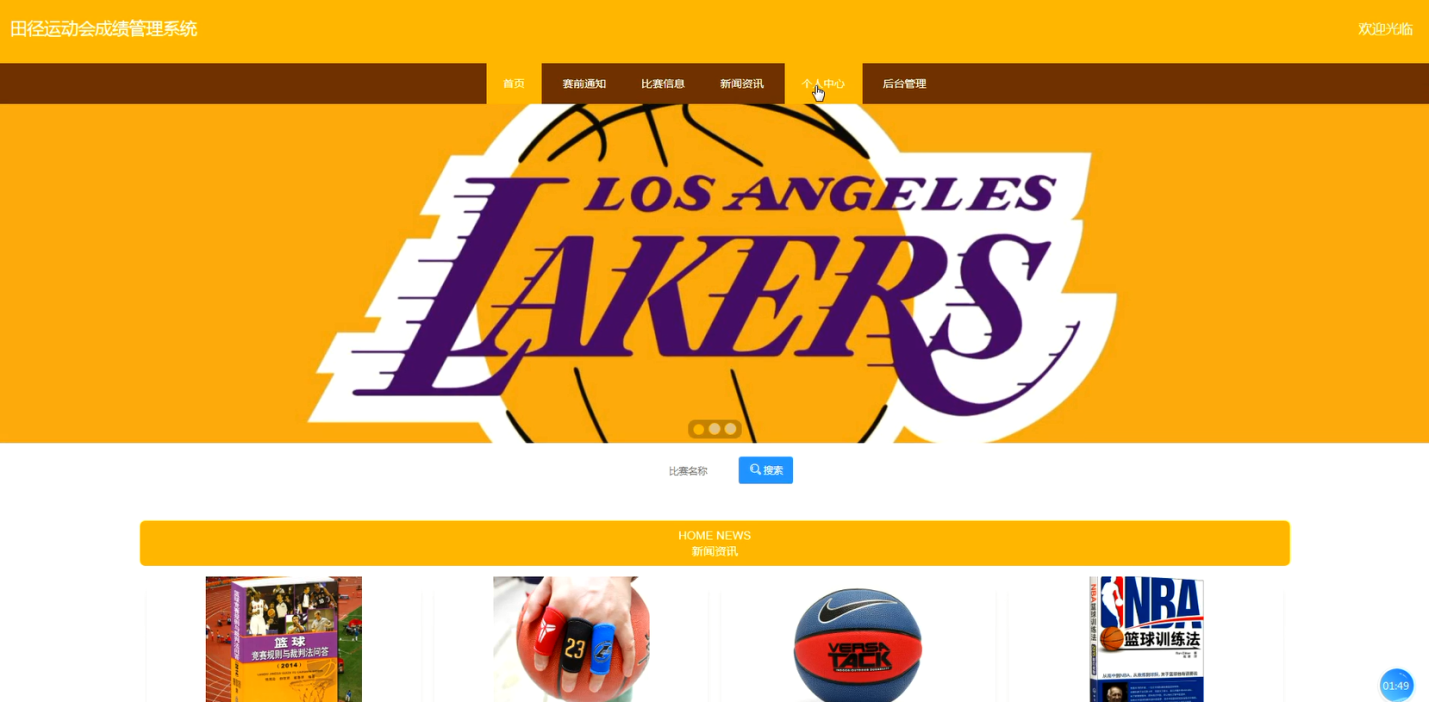 田径运动会成绩管理系统
欢迎光临
首页 赛前通知 比赛信息 新闻资讯 个人中心 后台管理
LOS ANGELES
LAKERS
比赛名称 搜索
HOME NEWS
新闻资讯
篮球
竞赛规则与裁判法问答
(2014)
23
VERSA
TACK
NBA
篮球训练法
01:49